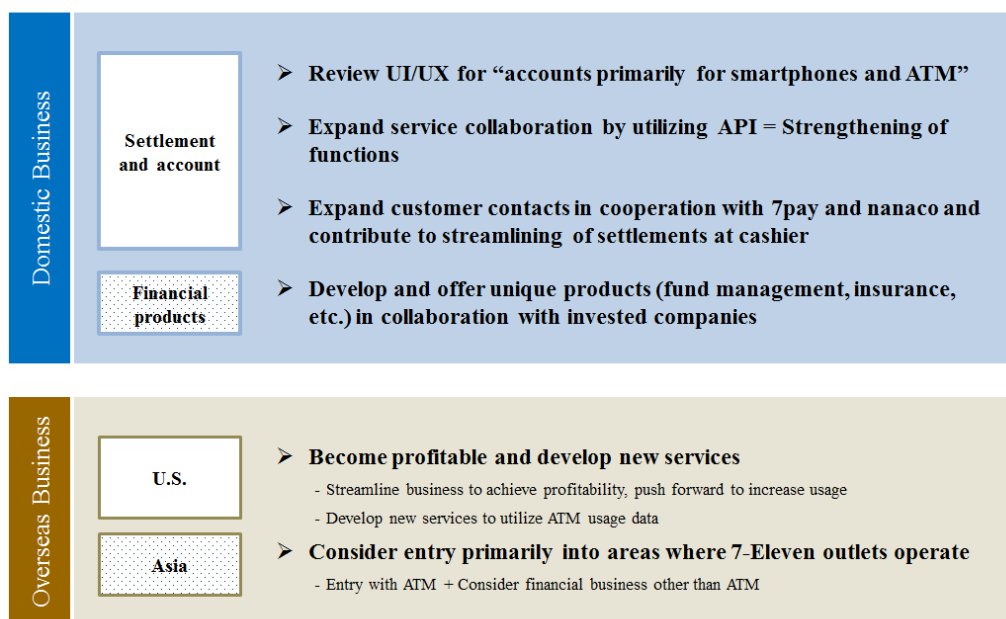 Domestic Business
Settlement
and account
➢ Review UI/UX for “accounts primarily for smartphones and ATM”
➢ Expand service collaboration by utilizing API = Strengthening of
functions
➢ Expand customer contacts in cooperation with 7pay and nanaco and
contribute to streamlining of settlements at cashier
Financial
products
➢ Develop and offer unique products (fund management, insurance,
etc.) in collaboration with invested companies
Overseas Business
U.S.
➢ Become profitable and develop new services
- Streamline business to achieve profitability, push forward to increase usage
- Develop new services to utilize ATM usage data
Asia
➢ Consider entry primarily into areas where 7-Eleven outlets operate
- Entry with ATM + Consider financial business other than ATM